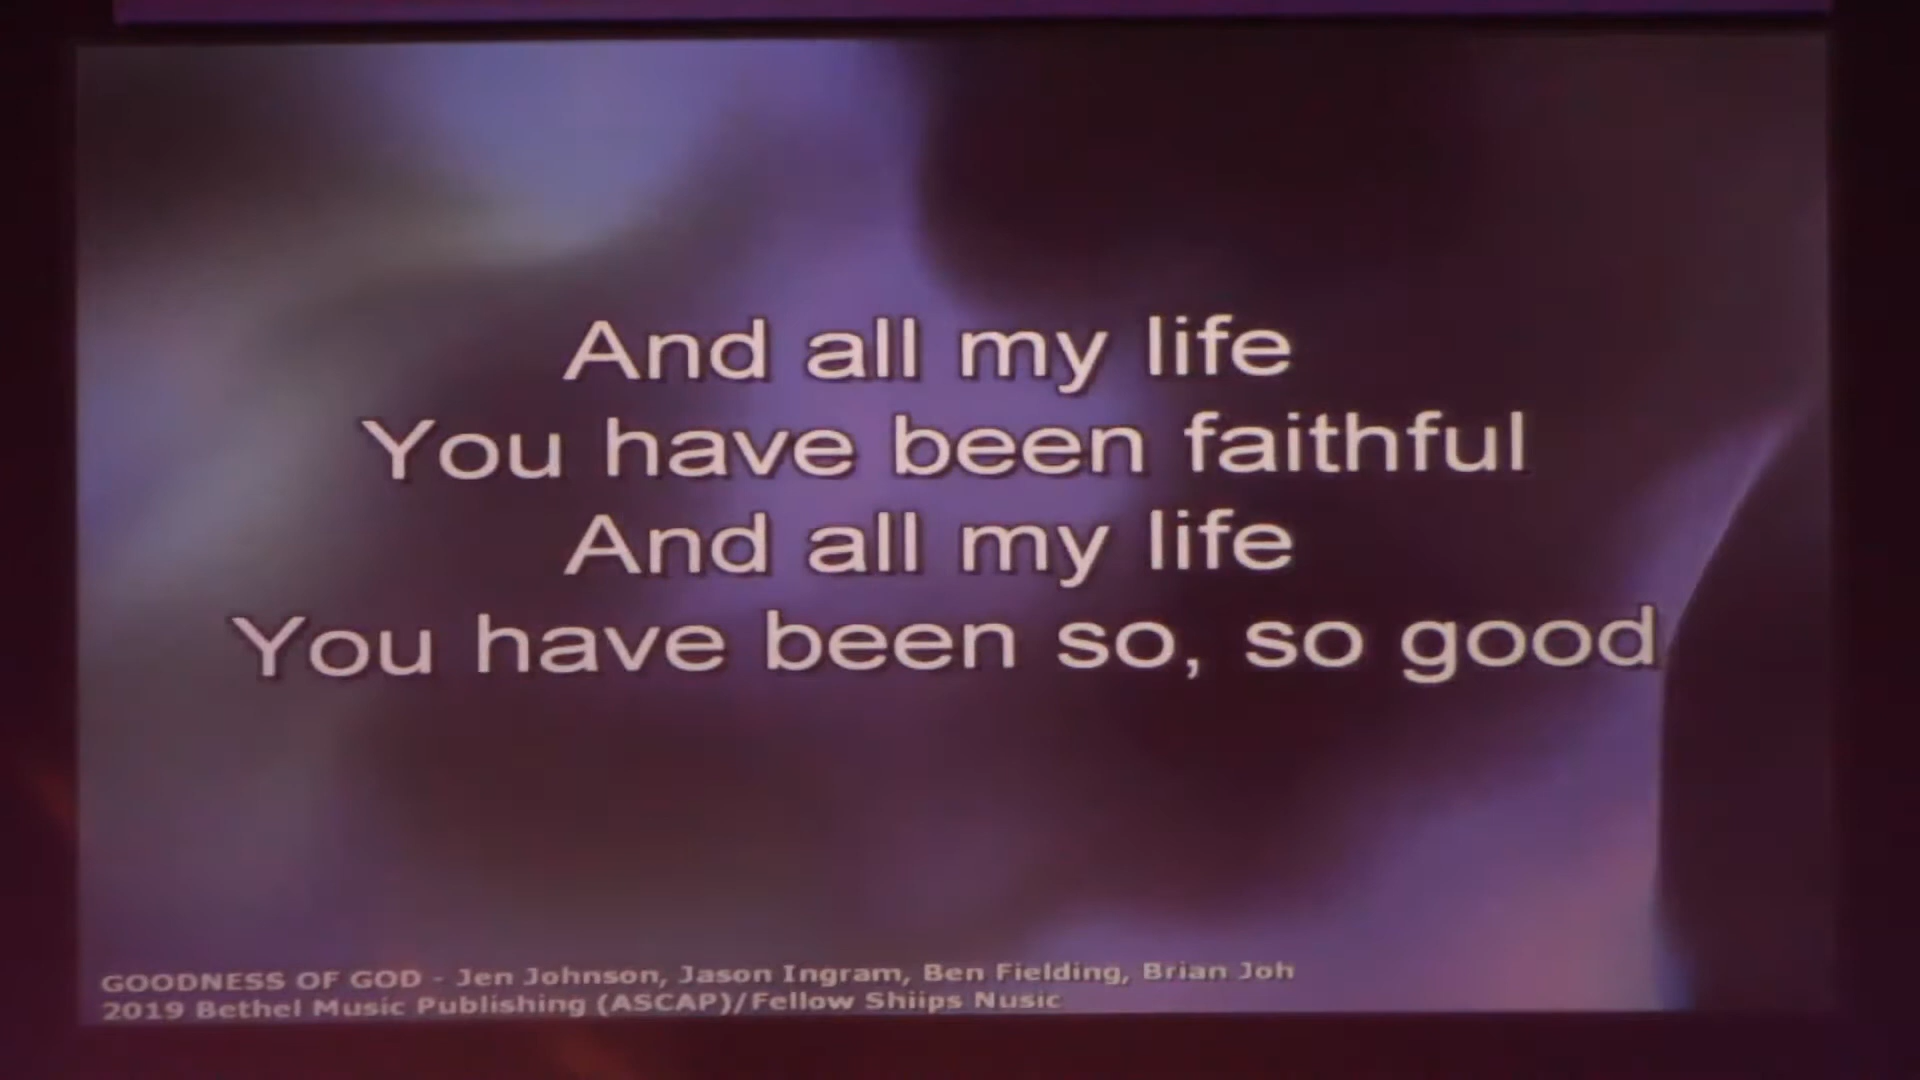 And all my life
You have been faithful
And all my life
You have been so, so good
GOODNESS OF GOD - Jen Johnson, Jason Ingram, Ben Fielding, Brian Joh
2019 Bethel Music Publishing (ASCAP)/Fellow Shiips Nusic